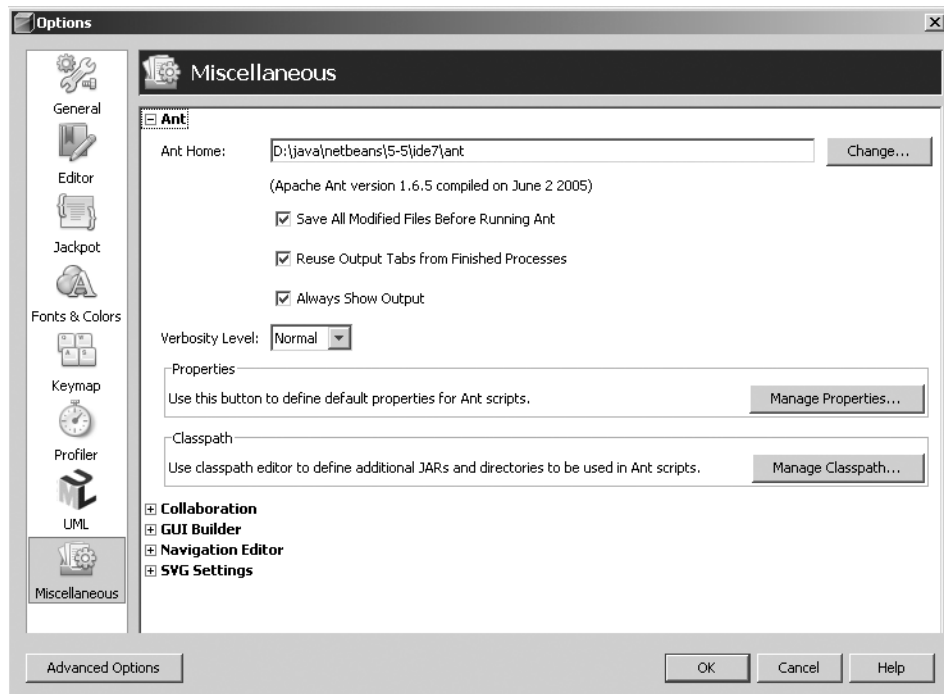 Options
General
Editor
Jackpot
Fonts & Colors
Keymap
Profiler
UML
Miscellaneous
Miscellaneous
Ant
Ant Home: D:\java\netbeans\5-5\ide7\ant Change...
(Apache Ant version 1.6.5 compiled on June 2 2005)
Save All Modified Files Before Running Ant
Reuse Output Tabs from Finished Processes
Always Show Output
Verbosity Level: Normal
Properties
Use this button to define default properties for Ant scripts. Manage Properties...
Classpath
Use classpath editor to define additional JARs and directories to be used in Ant scripts. Manage Classpath...
Collaboration
GUI Builder
Navigation Editor
SVG Settings
Advanced Options OK Cancel Help